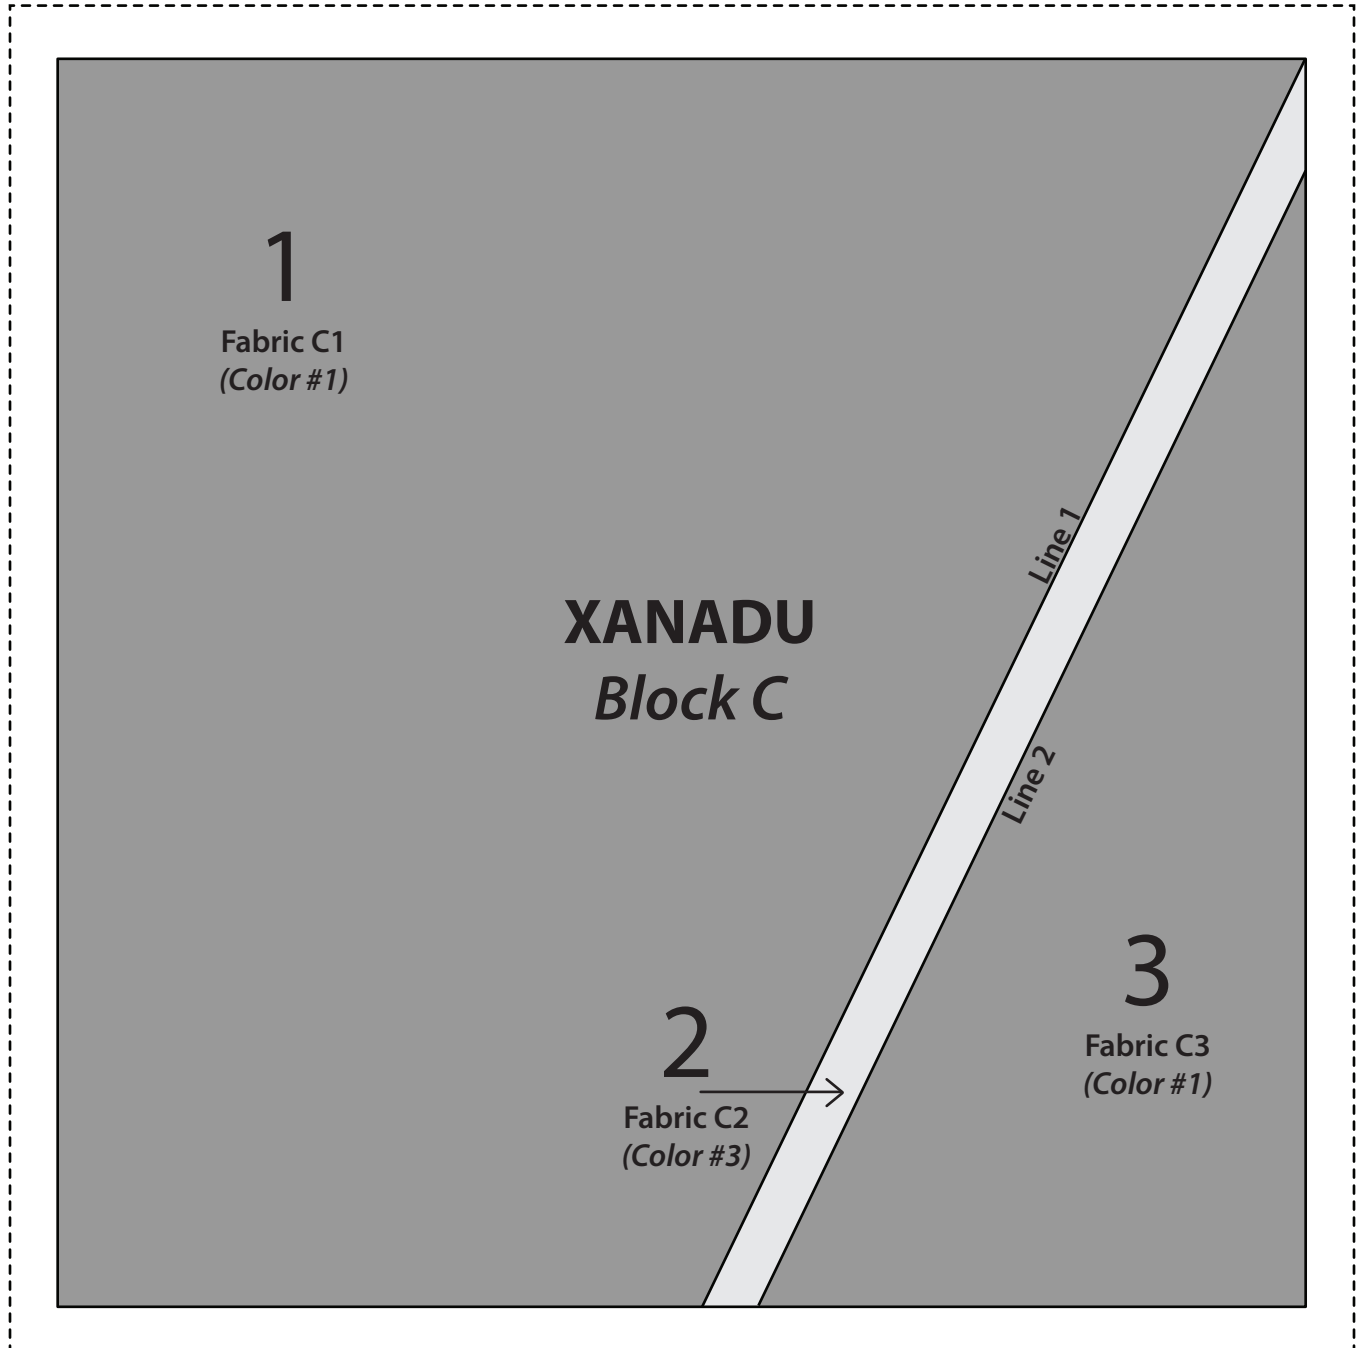 1
Fabric C1
(Color #1)
Line 1
XANADU
Block C
Line 2
3
Fabric C3
(Color #1)
2
Fabric C2
(Color #3)